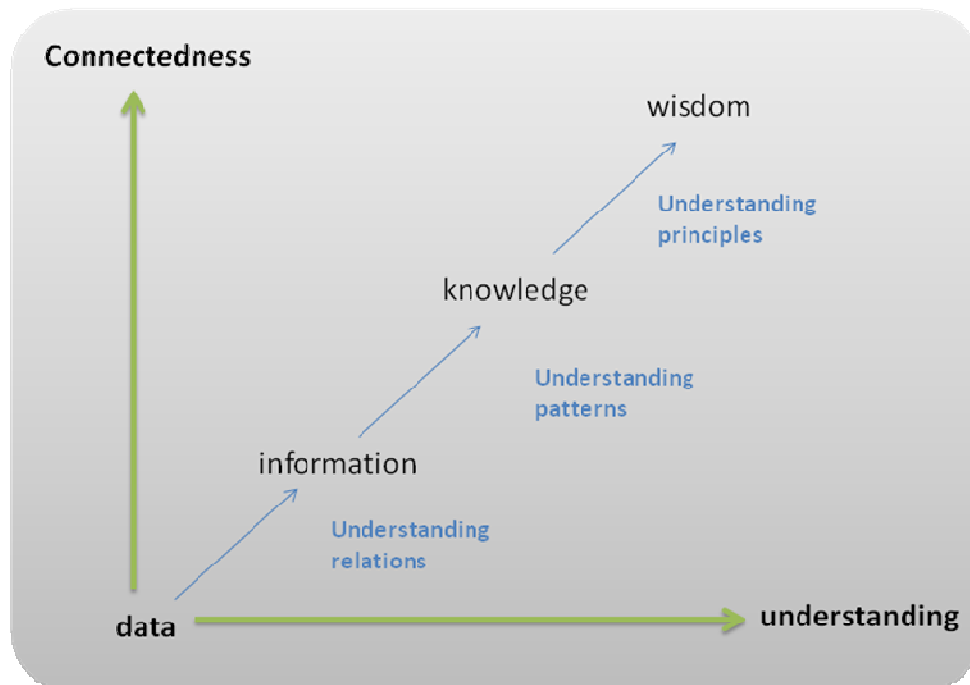 Connectedness
wisdom
Understanding
principles
knowledge
Understanding
patterns
information
Understanding
relations
data
understanding